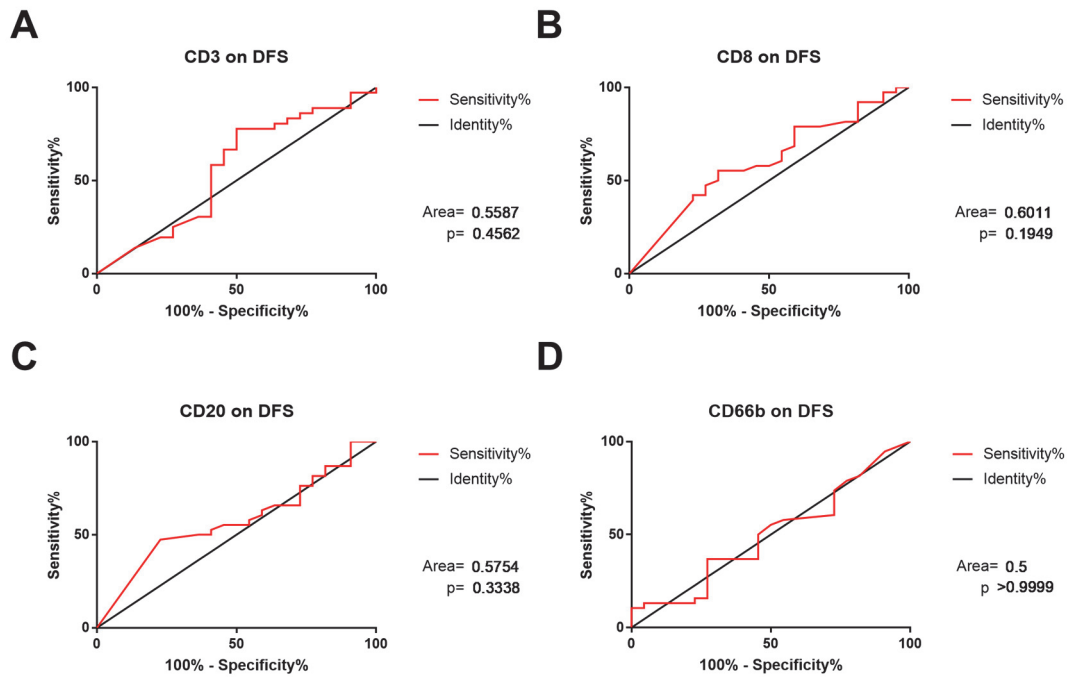 A
CD3 on DFS
Sensitivity%
100
50
0
0
50
100
100% - Specificity%
Sensitivity%
Identity%
Area= 0.5587
p= 0.4562
B
CD8 on DFS
Sensitivity%
100
50
0
0
50
100
100% - Specificity%
Sensitivity%
Identity%
Area= 0.6011
p= 0.1949
C
CD20 on DFS
Sensitivity%
100
50
0
0
50
100
100% - Specificity%
Sensitivity%
Identity%
Area= 0.5754
p= 0.3338
D
CD66b on DFS
Sensitivity%
100
50
0
0
50
100
100% - Specificity%
Sensitivity%
Identity%
Area= 0.5
p >0.9999